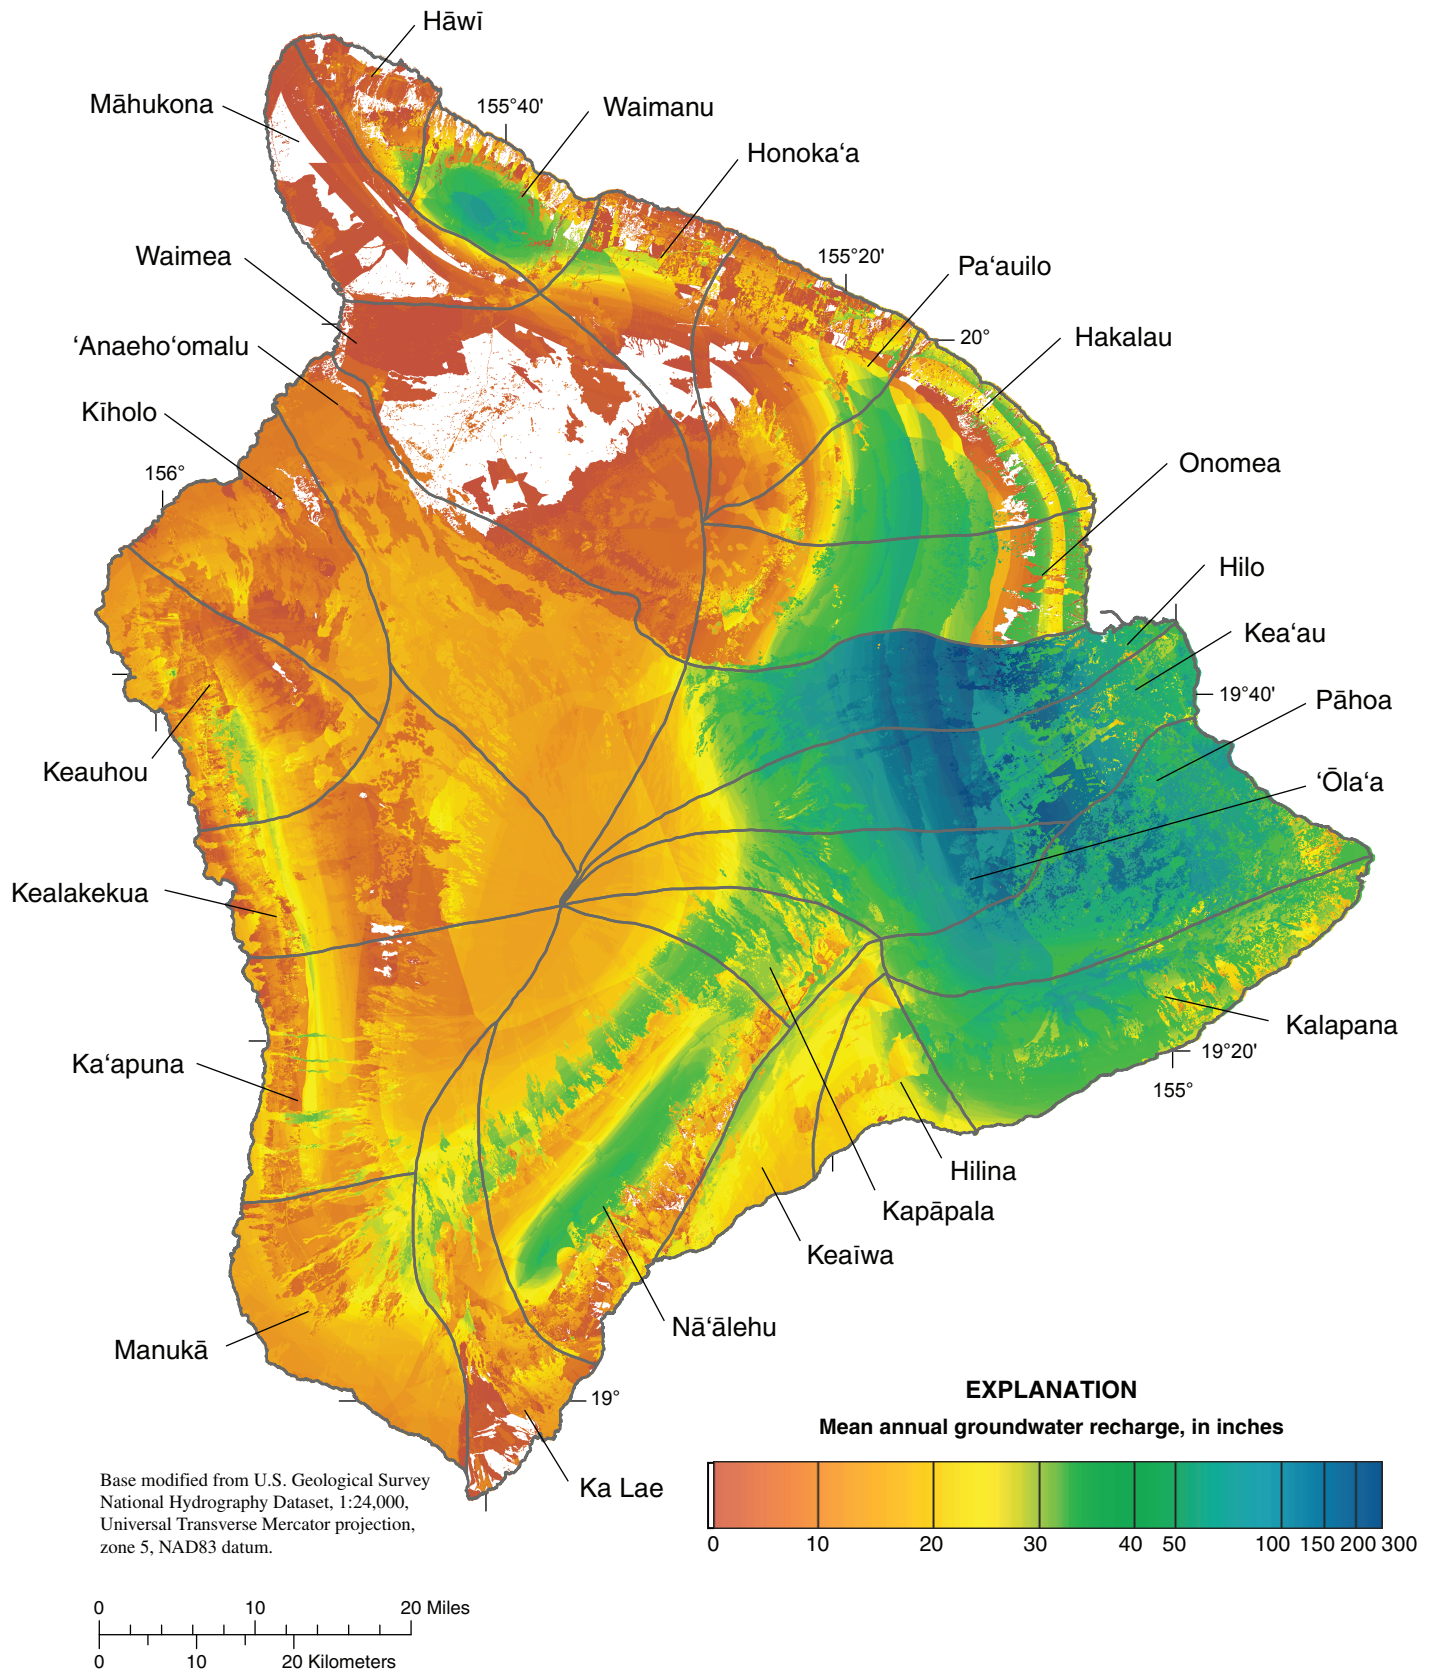 Hāwī
Māhukona
155°40'
Waimanu
Honokaʻa
Waimea
155°20'
Paʻauilo
ʻAnaehoʻomalu
20°
Hakalau
Kīholo
156°
Onomea
Hilo
Keaʻau
19°40'
Pāhoa
Keauhou
ʻŌlaʻa
Kealakekua
Kalapana
19°20'
Kaʻapuna
155°
Hilina
Kapāpala
Keaīwa
Nāʻālehu
Manukā
19°
Ka Lae
EXPLANATION
Mean annual groundwater recharge, in inches
0 10 20 30 40 50 100 150 200 300
Base modified from U.S. Geological Survey
National Hydrography Dataset, 1:24,000,
Universal Transverse Mercator projection,
zone 5, NAD83 datum.
0 10 20 Miles
0 10 20 Kilometers